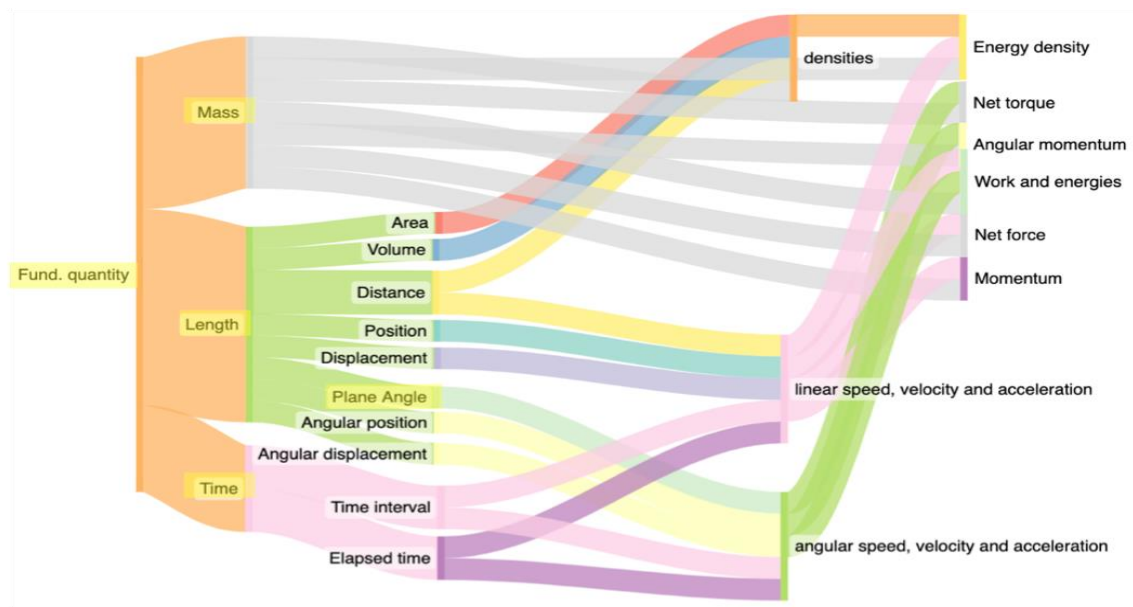 Fund. quantity
Mass
Length
Time
Area
Volume
Distance
Position
Displacement
Plane Angle
Angular position
Angular displacement
Time interval
Elapsed time
densities
linear speed, velocity and acceleration
angular speed, velocity and acceleration
Energy density
Net torque
Angular momentum
Work and energies
Net force
Momentum